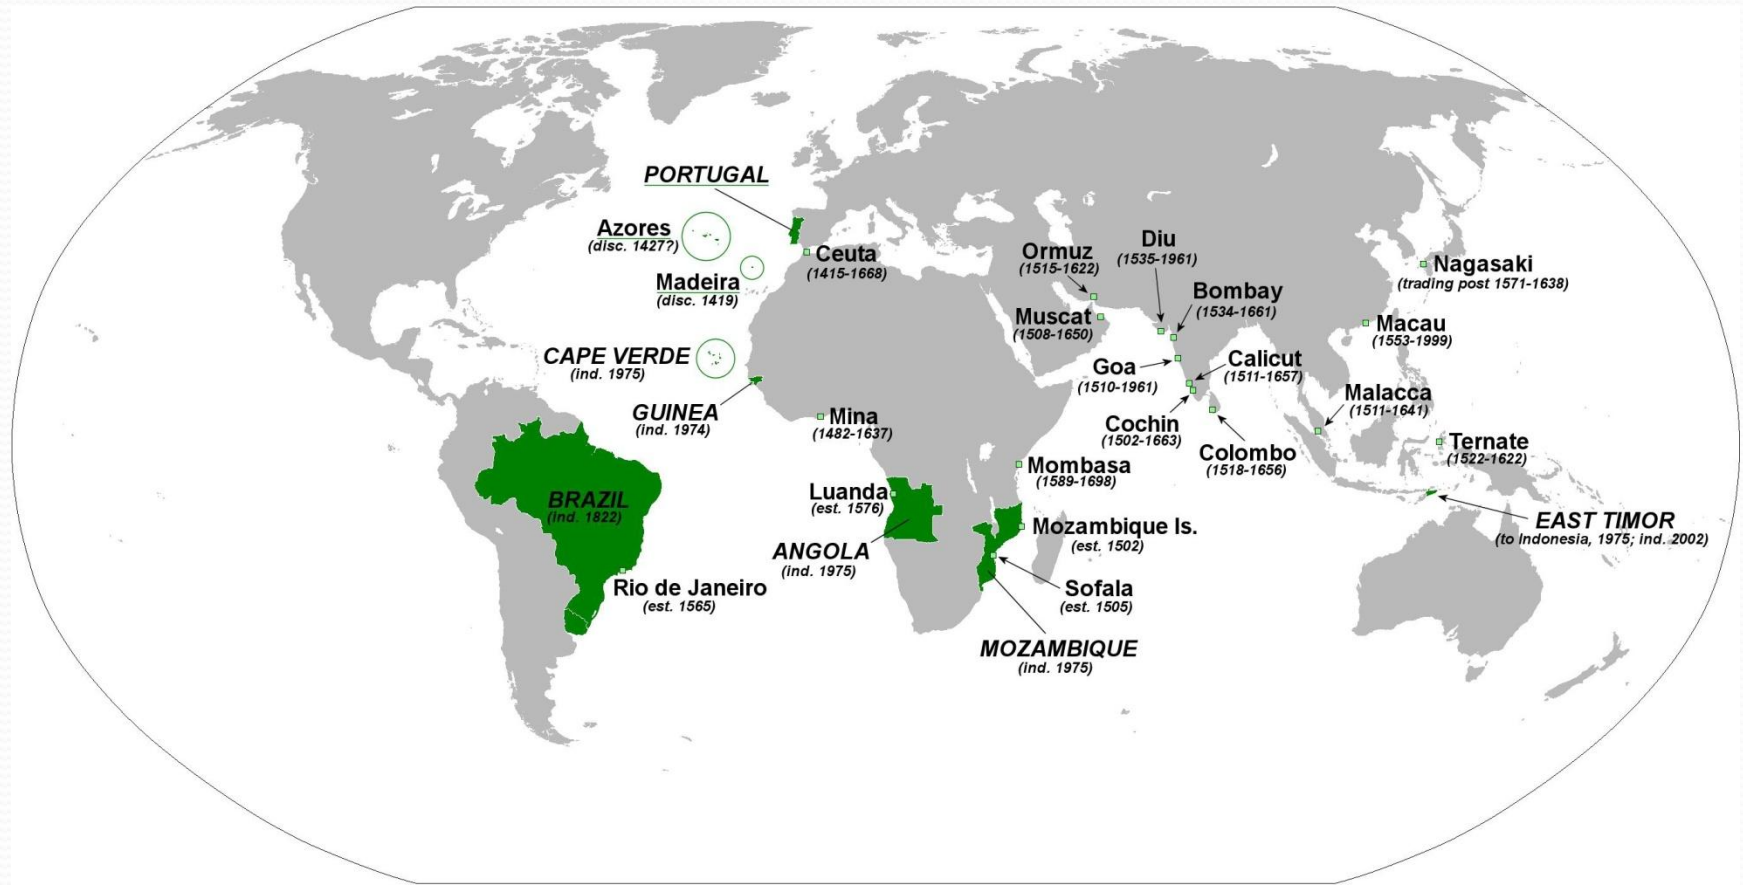 PORTUGAL
Azores
(disc. 1427?)
Madeira
(disc. 1419)
Ceuta
(1415-1668)
CAPE VERDE
(ind. 1975)
GUINEA
(ind. 1974)
Mina
(1482-1637)
BRAZIL
(ind. 1822)
Rio de Janeiro
(est. 1565)
Luanda
(est. 1576)
ANGOLA
(ind. 1975)
Mombasa
(1589-1698)
Mozambique Is.
(est. 1502)
Sofala
(est. 1505)
MOZAMBIQUE
(ind. 1975)
Ormuz
(1515-1622)
Muscat
(1508-1650)
Diu
(1535-1961)
Bombay
(1534-1661)
Goa
(1510-1961)
Calicut
(1511-1657)
Cochin
(1502-1663)
Colombo
(1518-1656)
Nagasaki
(trading post 1571-1638)
Macau
(1553-1999)
Malacca
(1511-1641)
Ternate
(1522-1622)
EAST TIMOR
(to Indonesia, 1975; ind. 2002)